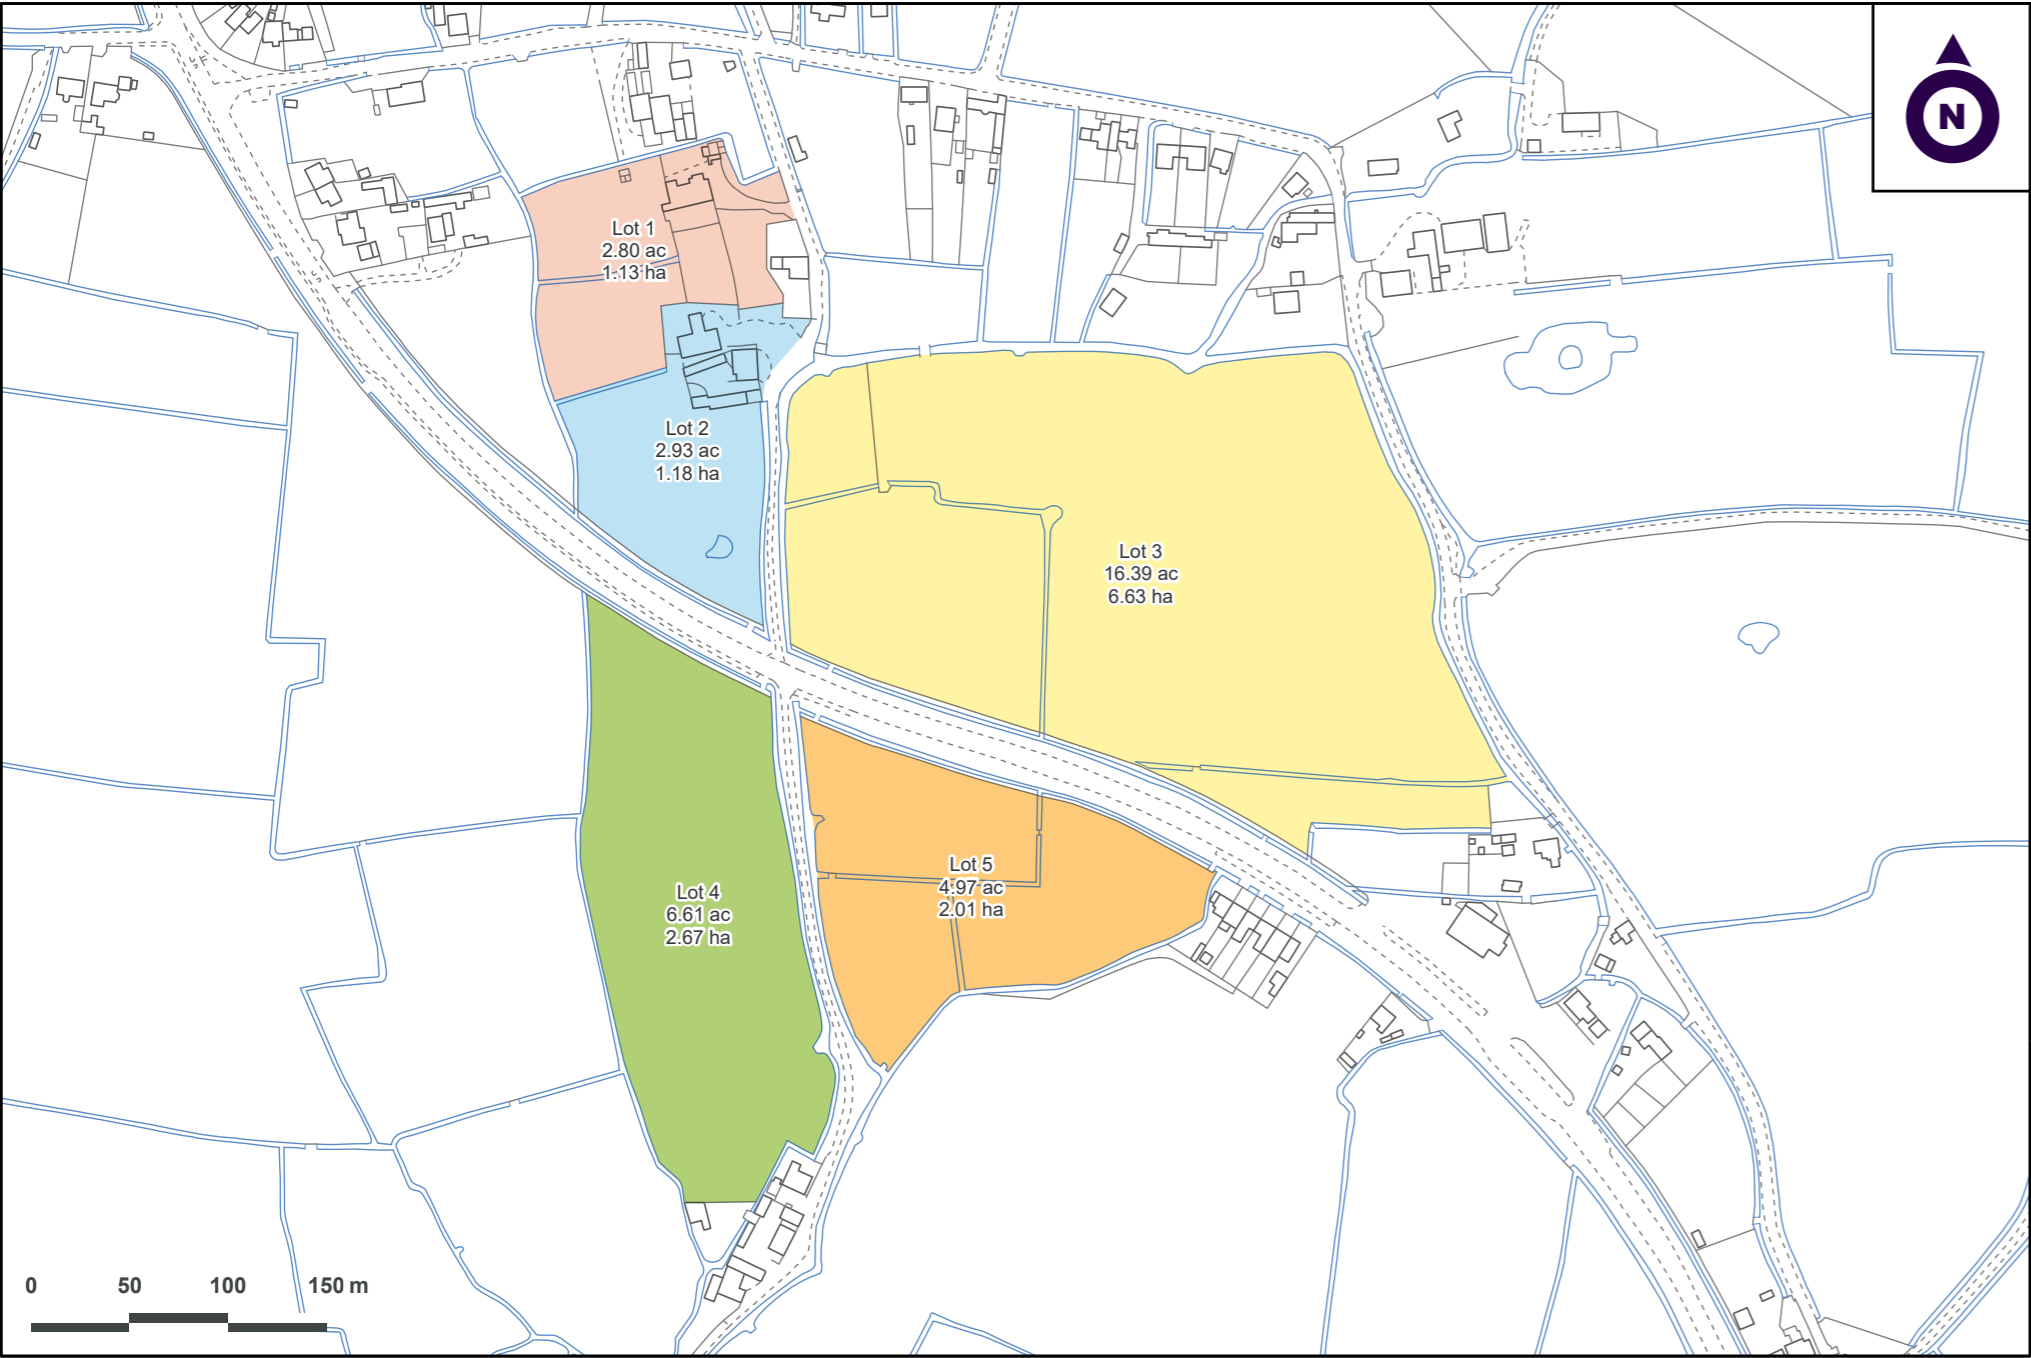 N
Lot 1
2.80 ac
1.13 ha
Lot 2
2.93 ac
1.18 ha
Lot 3
16.39 ac
6.63 ha
Lot 4
6.61 ac
2.67 ha
Lot 5
4.97 ac
2.01 ha
0 50 100 150 m